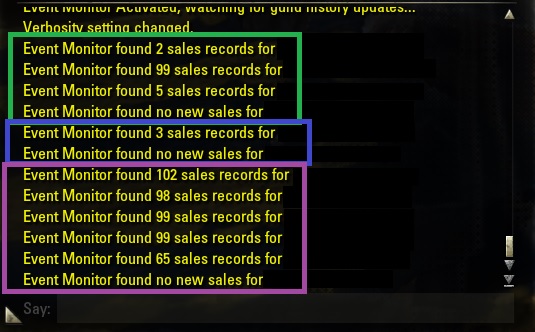 Event Monitor Activated, watching for guild history updates...
Verbosity setting changed.
Event Monitor found 2 sales records for
Event Monitor found 99 sales records for
Event Monitor found 5 sales records for
Event Monitor found no new sales for
Event Monitor found 3 sales records for
Event Monitor found no new sales for
Event Monitor found 102 sales records for
Event Monitor found 98 sales records for
Event Monitor found 99 sales records for
Event Monitor found 99 sales records for
Event Monitor found 65 sales records for
Event Monitor found no new sales for
Say: